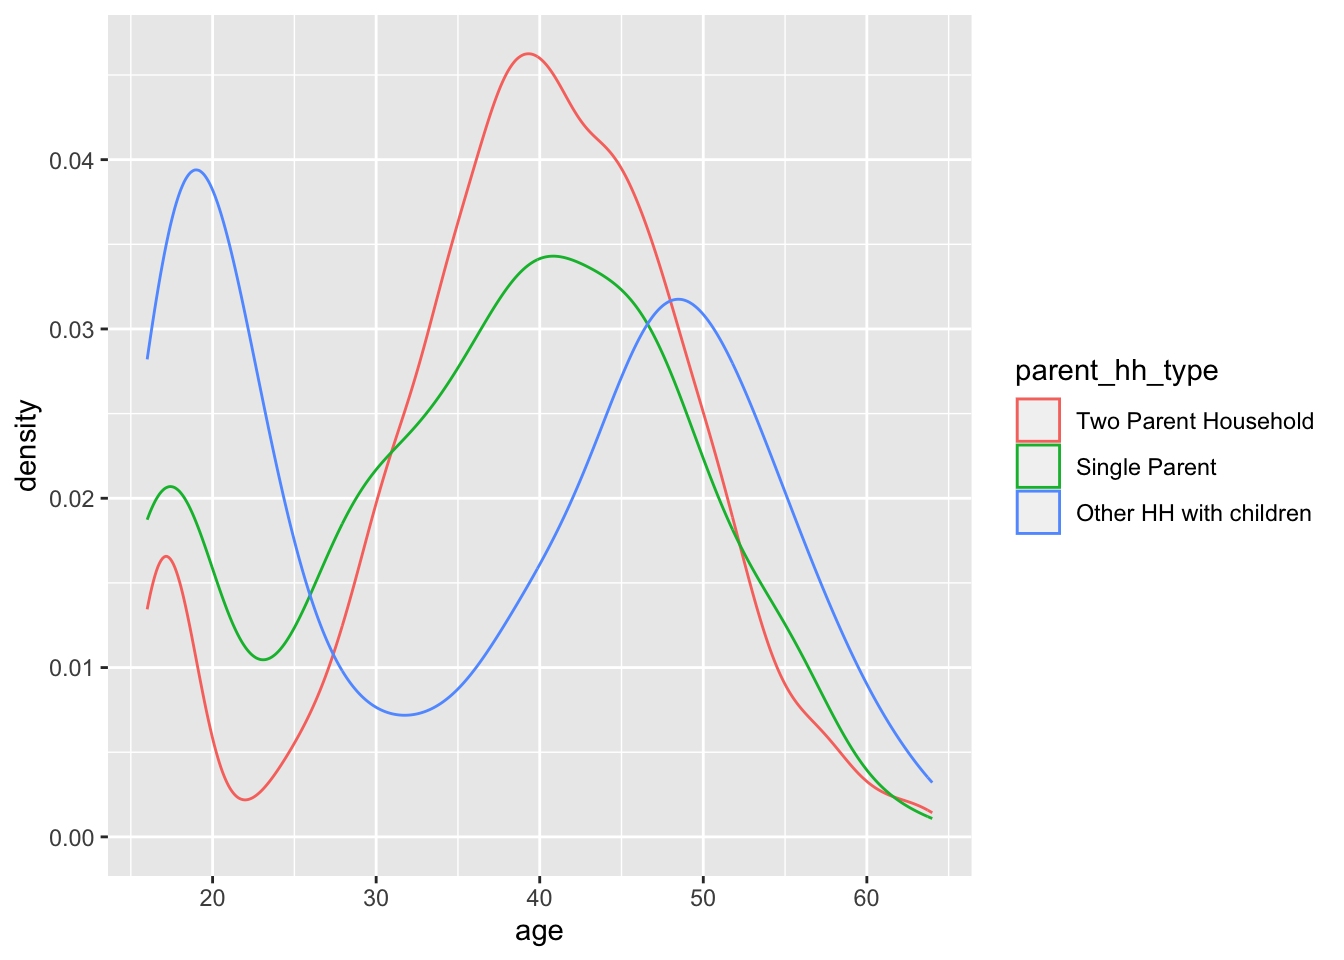 0.04
0.03
0.02
0.01
0.00
density
20 30 40 50 60
age
parent_hh_type
Two Parent Household
Single Parent
Other HH with children